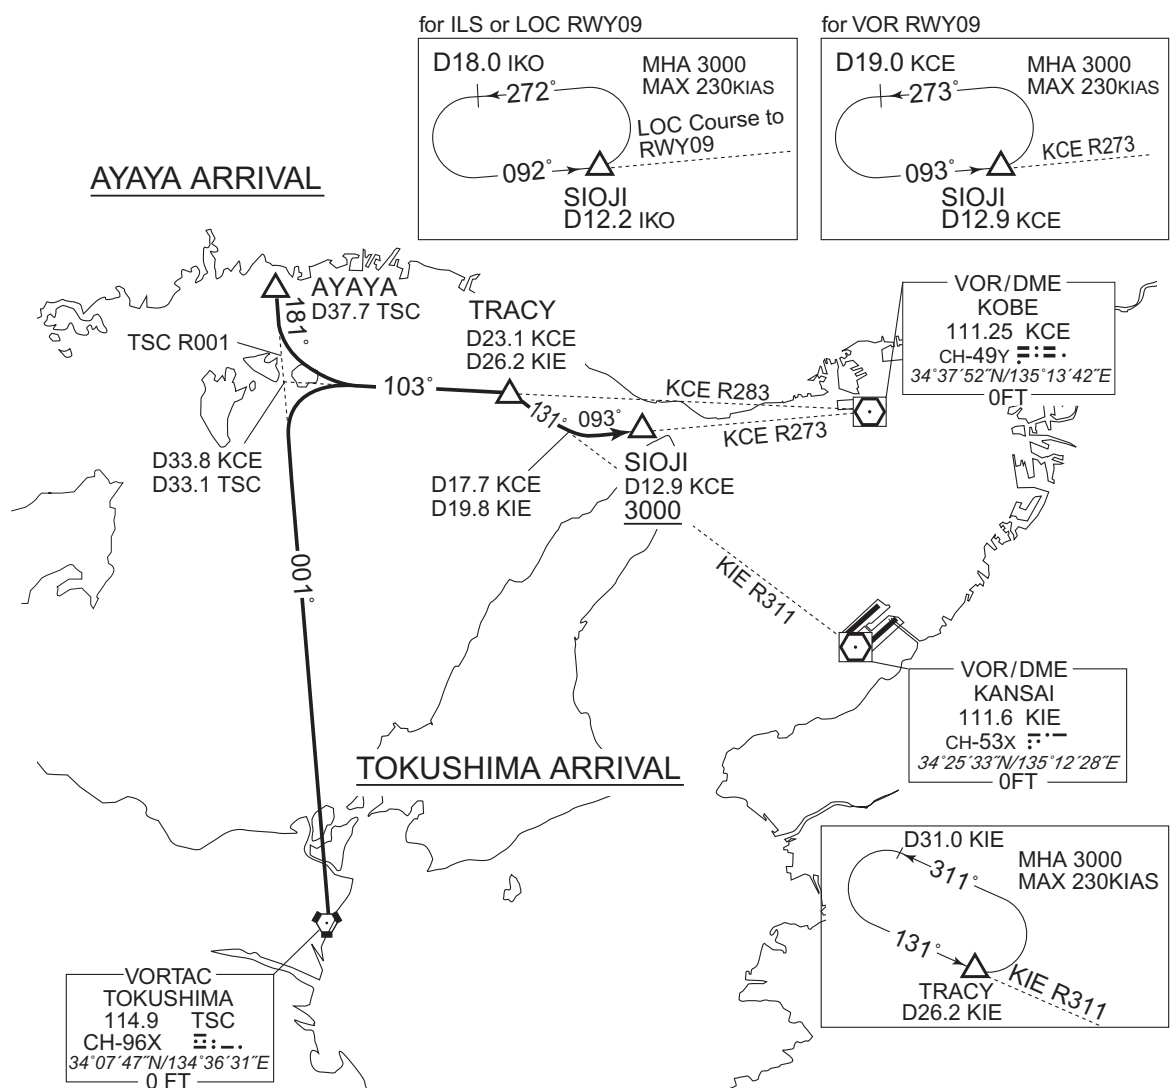 for ILS or LOC RWY09
D18.0 IKO
272°
MHA 3000
MAX 230KIAS
LOC Course to
RWY09
092°
SIOJI
D12.2 IKO
for VOR RWY09
D19.0 KCE
273°
MHA 3000
MAX 230KIAS
KCE R273
093°
SIOJI
D12.9 KCE
AYAYA ARRIVAL
AYAYA
D37.7 TSC
181°
TSC R001
TRACY
D23.1 KCE
D26.2 KIE
103°
KCE R283
131°
093°
KCE R273
D33.8 KCE
D33.1 TSC
D17.7 KCE
D19.8 KIE
SIOJI
D12.9 KCE
3000
VOR/DME
KOBE
111.25 KCE
CH-49Y
34°37´52˝N/135°13´42˝E
0FT
001°
KIE R311
VOR/DME
KANSAI
111.6 KIE
CH-53X
34°25´33˝N/135°12´28˝E
0FT
TOKUSHIMA ARRIVAL
D31.0 KIE
311°
MHA 3000
MAX 230KIAS
131°
TRACY
D26.2 KIE
KIE R311
VORTAC
TOKUSHIMA
114.9 TSC
CH-96X
34°07´47˝N/134°36´31˝E
0 FT